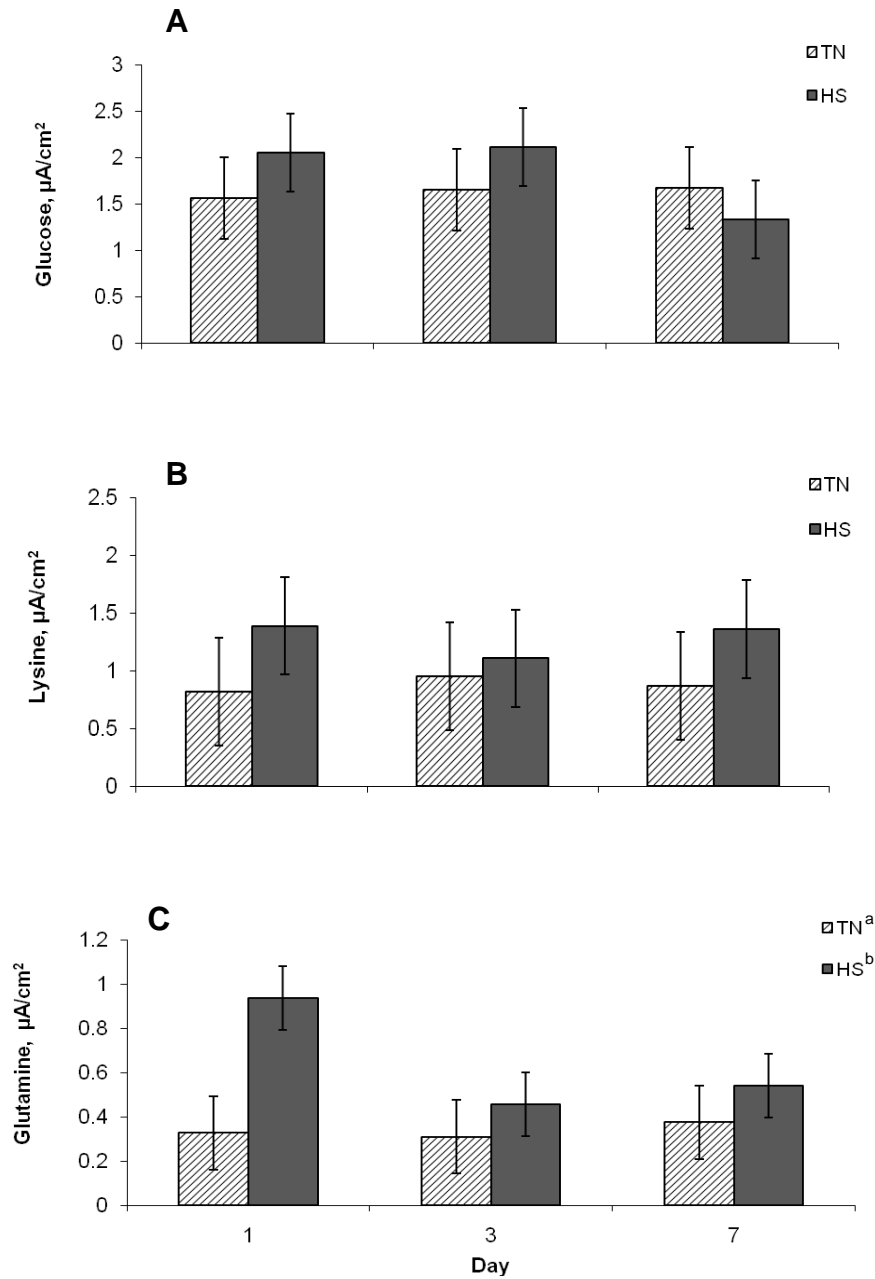 A
TN
HS
Glucose, µA/cm²
3
2.5
2
1.5
1
0.5
0
B
TN
HS
Lysine, µA/cm²
2.5
2
1.5
1
0.5
0
C
TNᵃ
HSᵇ
Glutamine, µA/cm²
1.2
1
0.8
0.6
0.4
0.2
0
1 3 7
Day